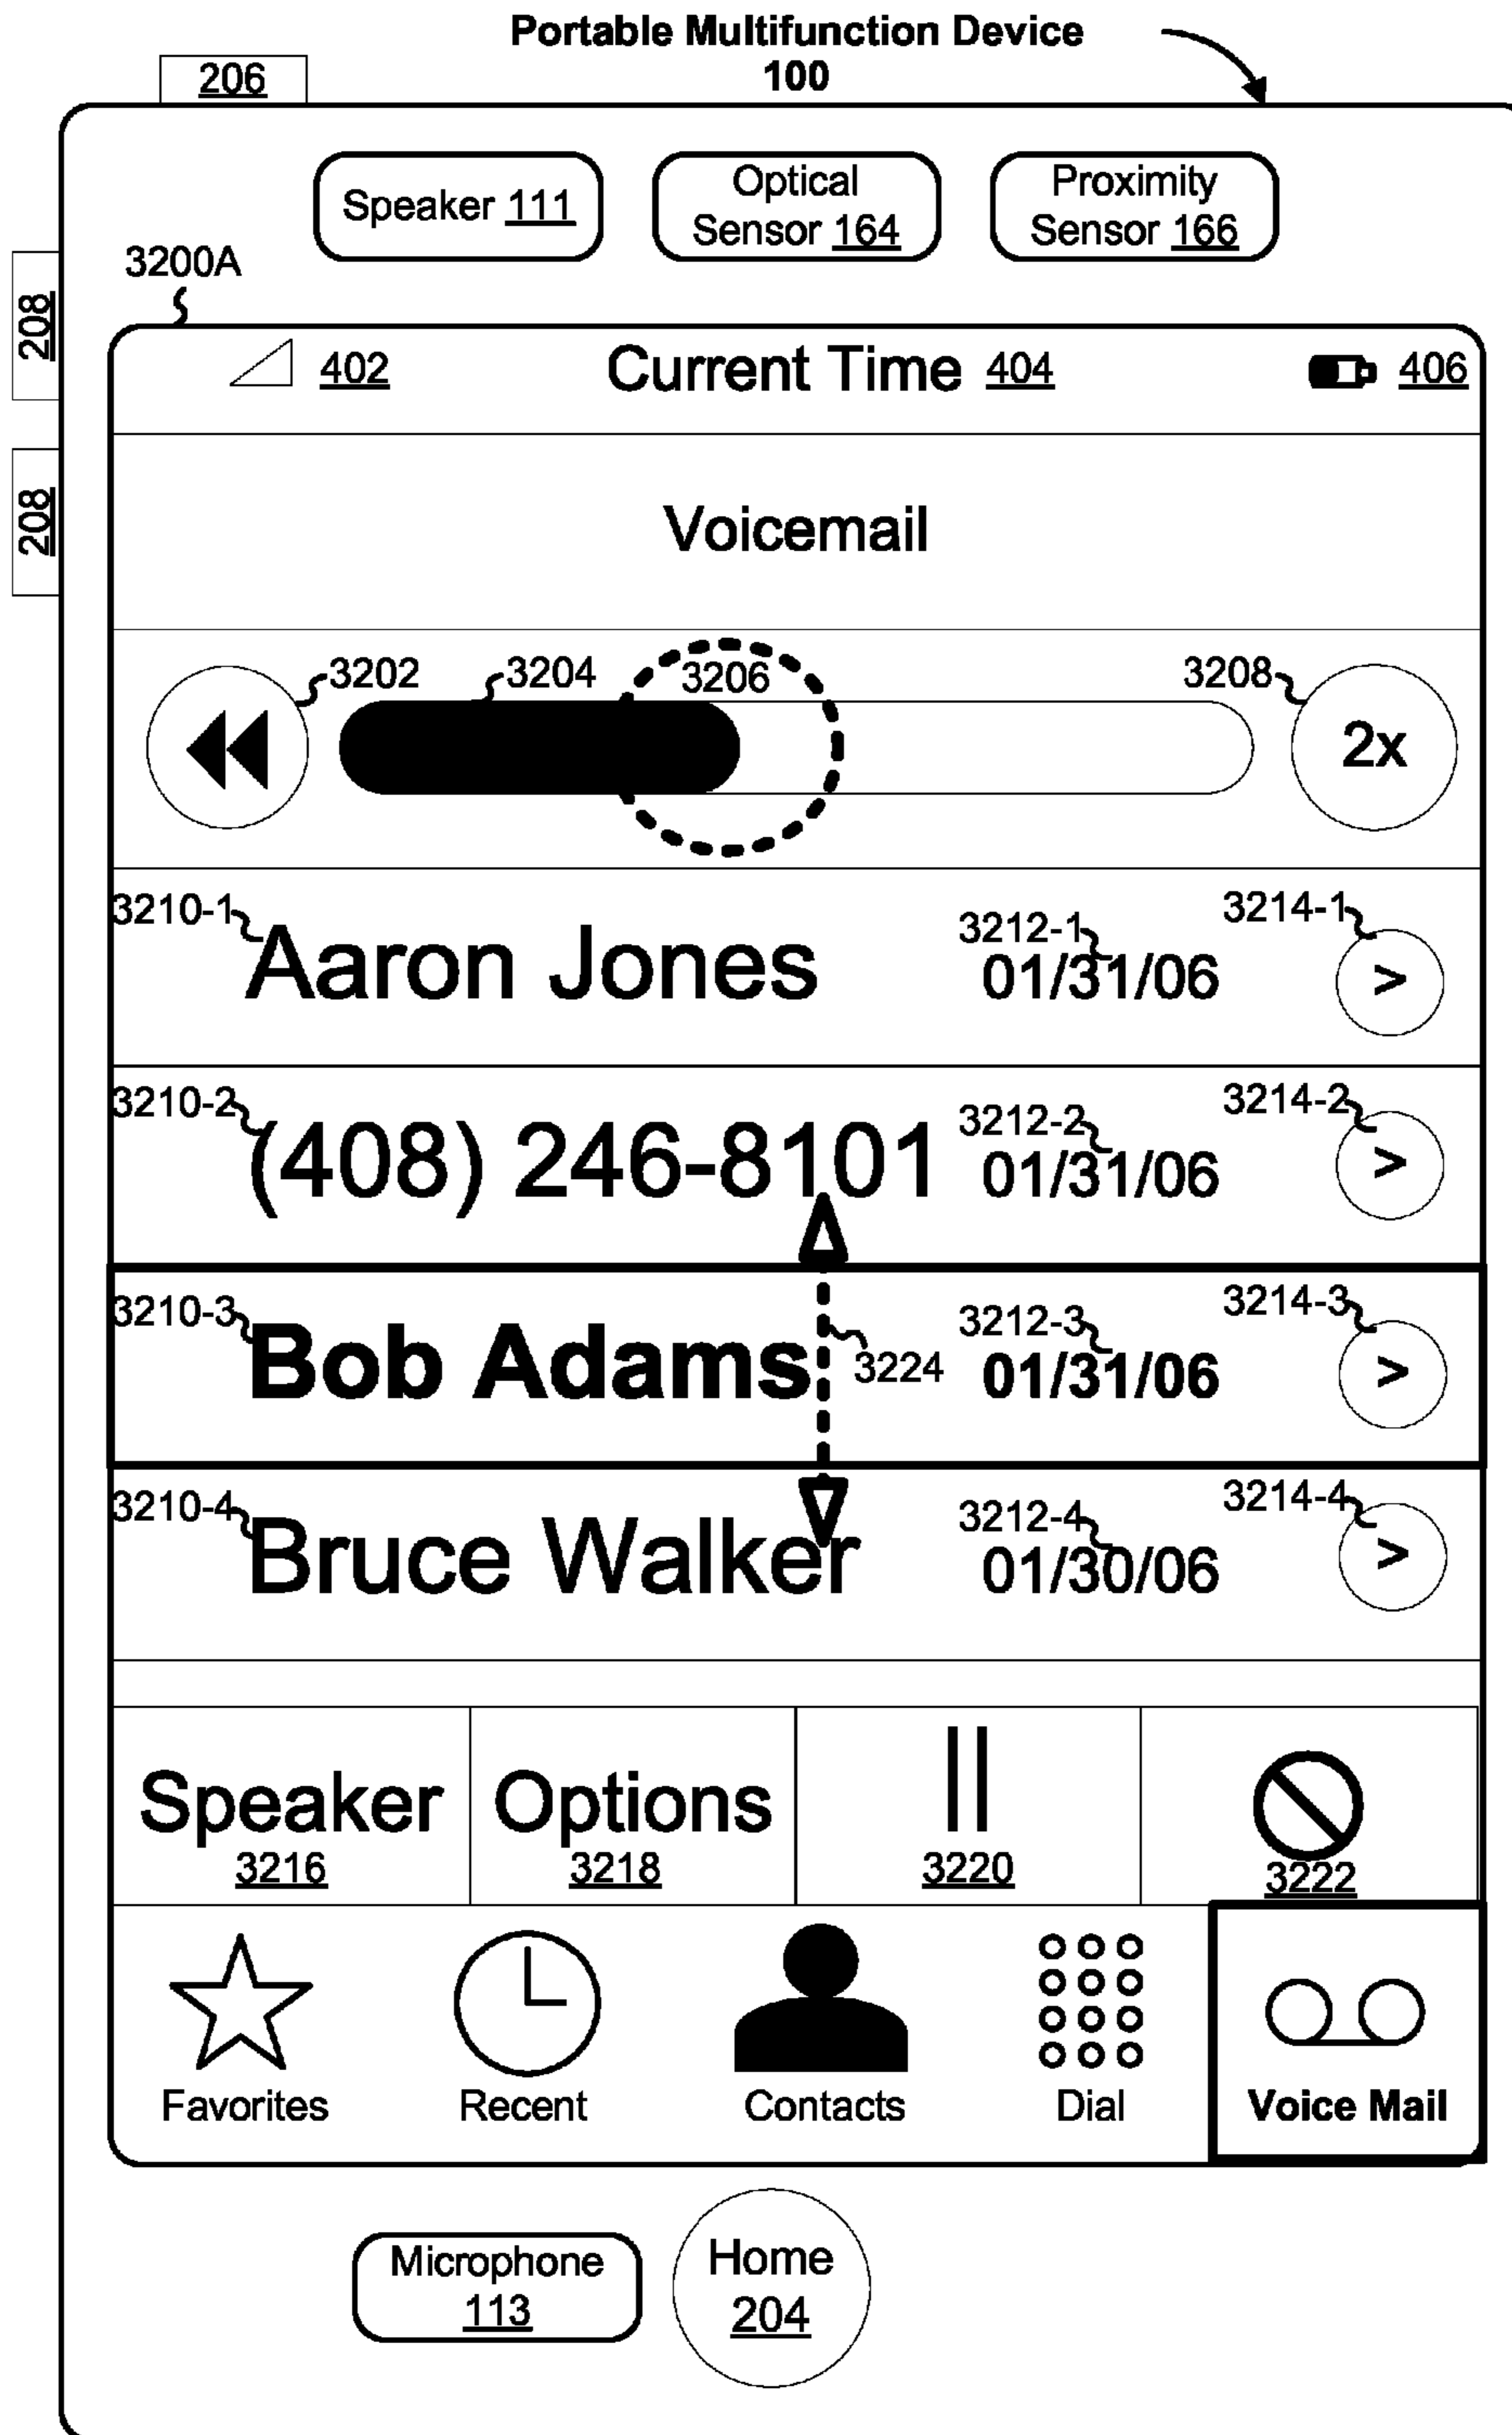 Portable Multifunction Device
100
206
Speaker 111
Optical
Sensor 164
Proximity
Sensor 166
3200A
208
208
402
Current Time 404
406
Voicemail
3202
3204
3206
3208
2x
3210-1
Aaron Jones
3212-1
01/31/06
3214-1
>
3210-2
(408) 246-8101
3212-2
01/31/06
3214-2
>
3210-3
Bob Adams
3224
3212-3
01/31/06
3214-3
>
3210-4
Bruce Walker
3212-4
01/30/06
3214-4
>
Speaker
3216
Options
3218
3220
3222
Favorites
Recent
Contacts
Dial
Voice Mail
Microphone
113
Home
204